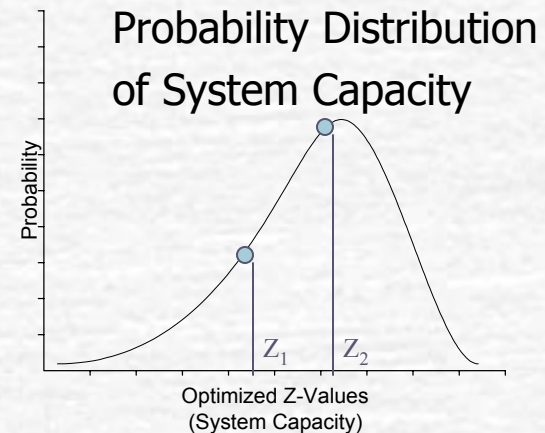 Probability Distribution
of System Capacity
Probability
Z₁ Z₂
Optimized Z-Values
(System Capacity)